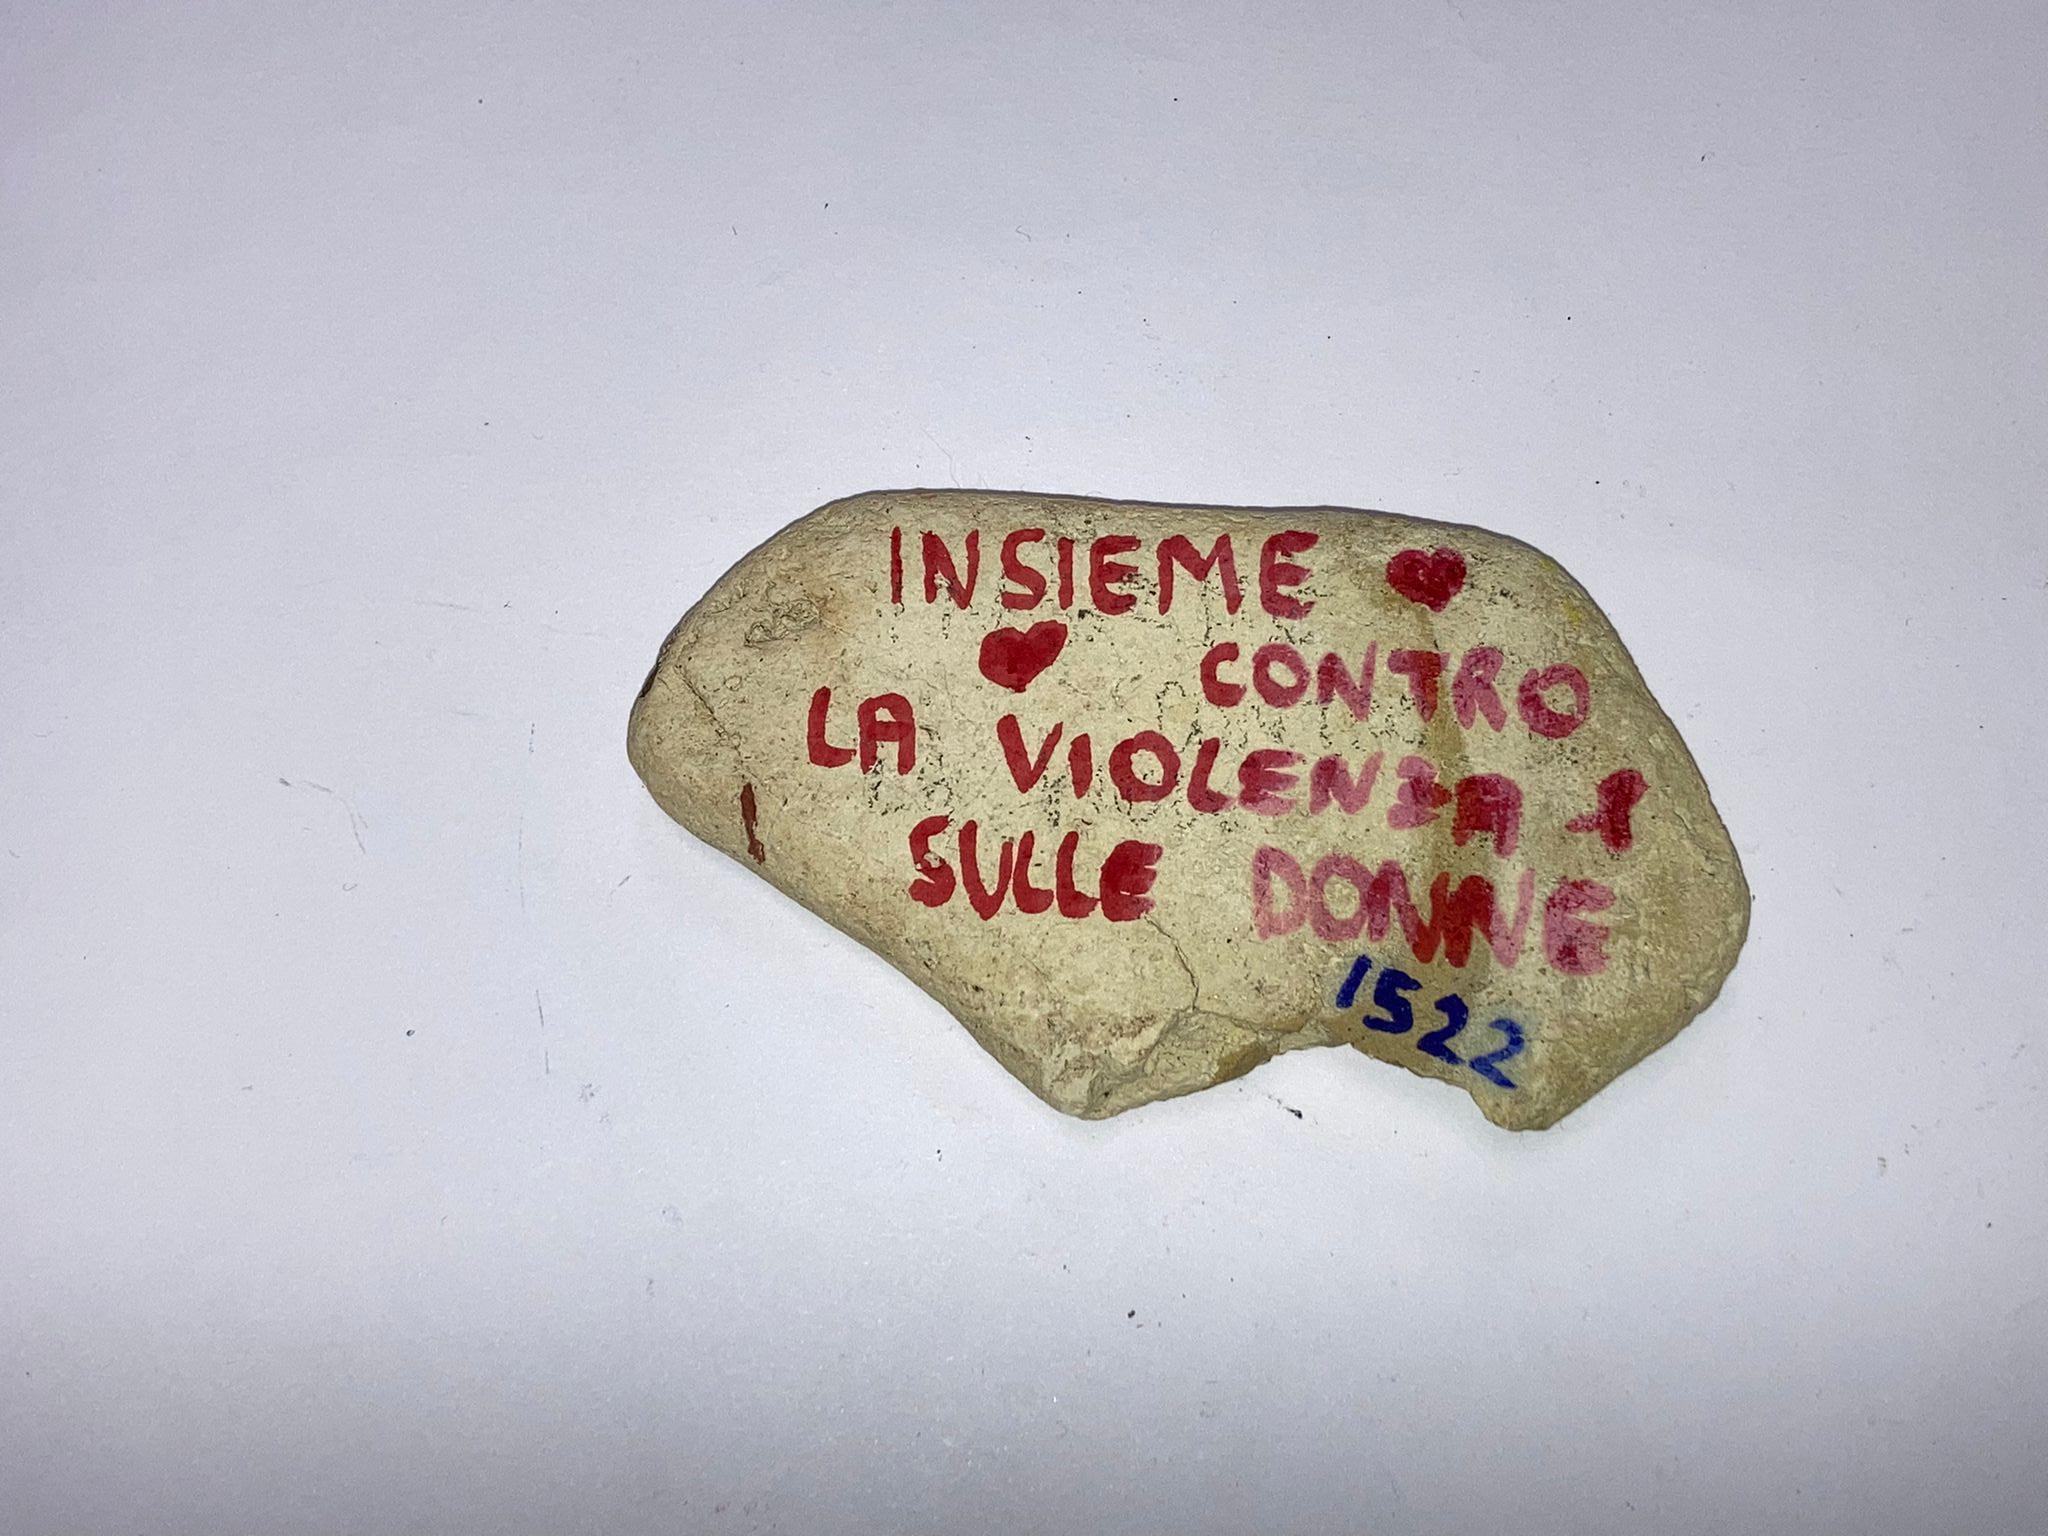 INSIEME ❤
❤ CONTRO
LA VIOLENZA
SULLE DONNE
1522